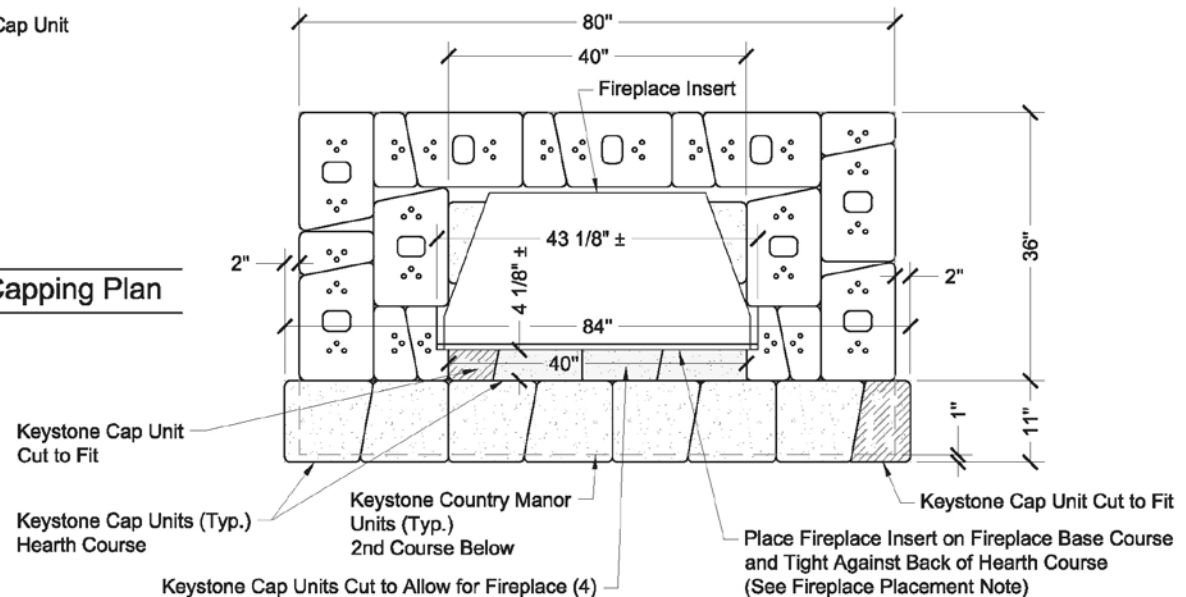 Cap Unit
80"
40"
Fireplace Insert
43 1/8" ±
4 1/8" ±
36"
2"
2"
Capping Plan
84"
40"
1"
11"
Keystone Cap Unit
Cut to Fit
Keystone Cap Units (Typ.)
Hearth Course
Keystone Country Manor
Units (Typ.)
2nd Course Below
Keystone Cap Unit Cut to Fit
Place Fireplace Insert on Fireplace Base Course
and Tight Against Back of Hearth Course
(See Fireplace Placement Note)
Keystone Cap Units Cut to Allow for Fireplace (4)